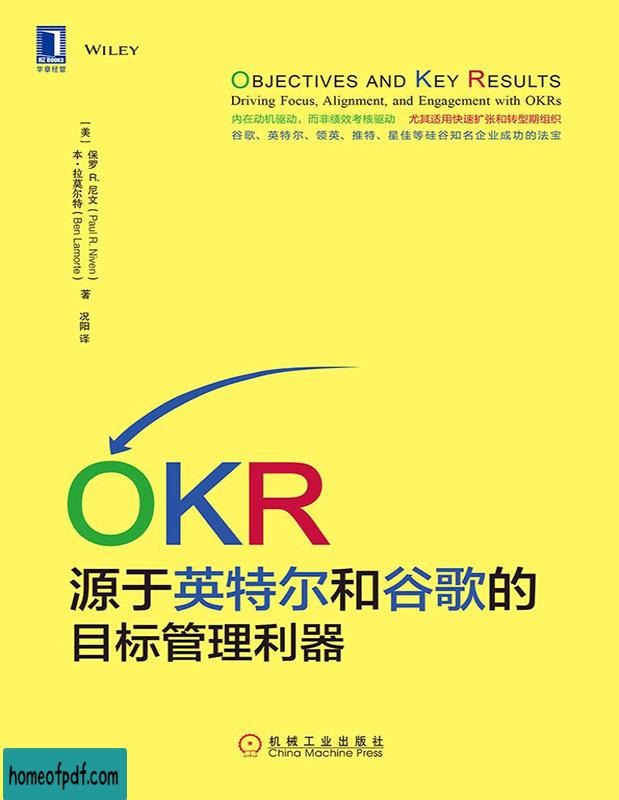 HZ BOOKS
华章经管
WILEY
OBJECTIVES AND KEY RESULTS
Driving Focus, Alignment, and Engagement with OKRs
内在动机驱动，而非绩效考核驱动 尤其适用快速扩张和转型期组织
谷歌、英特尔、领英、推特、星佳等硅谷知名企业成功的法宝
[美] 保罗 R. 尼文 (Paul R. Niven)
本·拉莫尔特 (Ben Lamorte) 著
况阳 译
OKR
源于英特尔和谷歌的
目标管理利器
机械工业出版社
China Machine Press
homeofpdf.com